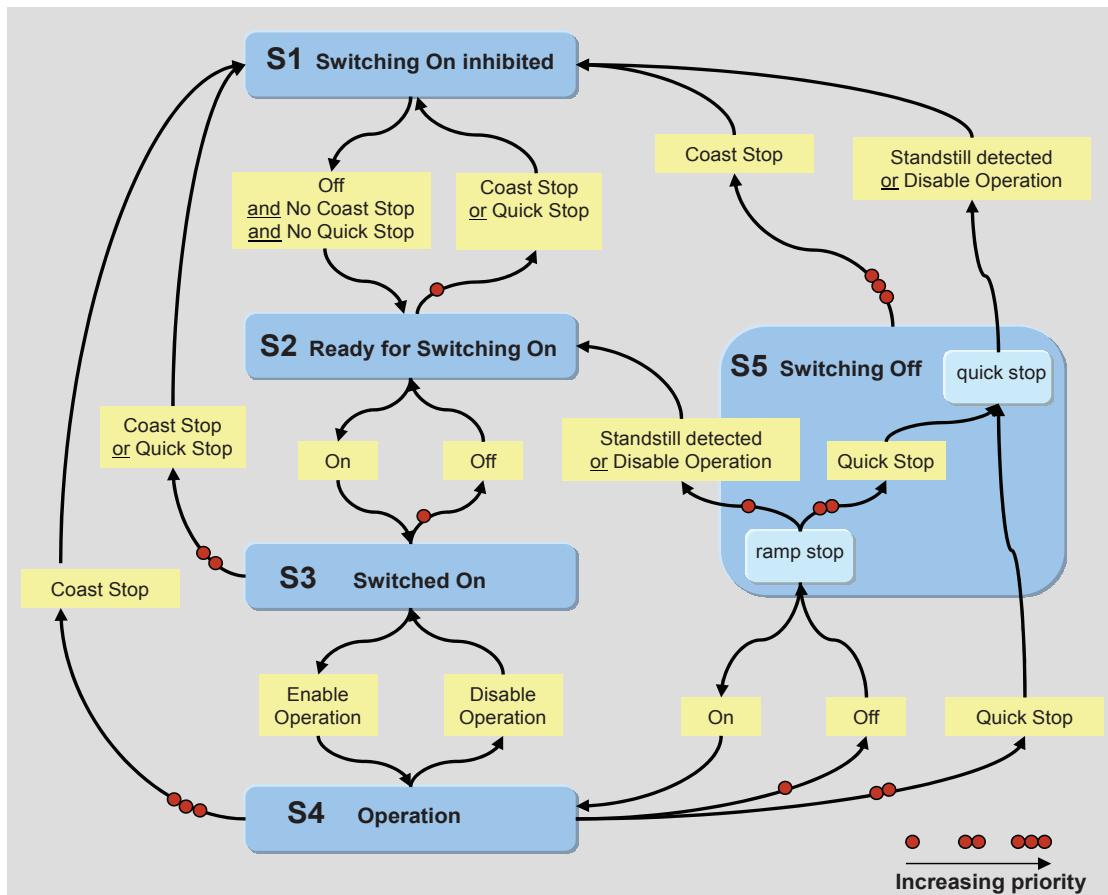 S1 Switching On inhibited
Off
and No Coast Stop
and No Quick Stop
Coast Stop
or Quick Stop
Coast Stop
Standstill detected
or Disable Operation
S2 Ready for Switching On
S5 Switching Off
quick stop
Coast Stop
or Quick Stop
On
Off
Standstill detected
or Disable Operation
Quick Stop
ramp stop
S3 Switched On
Coast Stop
Enable
Operation
Disable
Operation
On
Off
Quick Stop
S4 Operation
Increasing priority